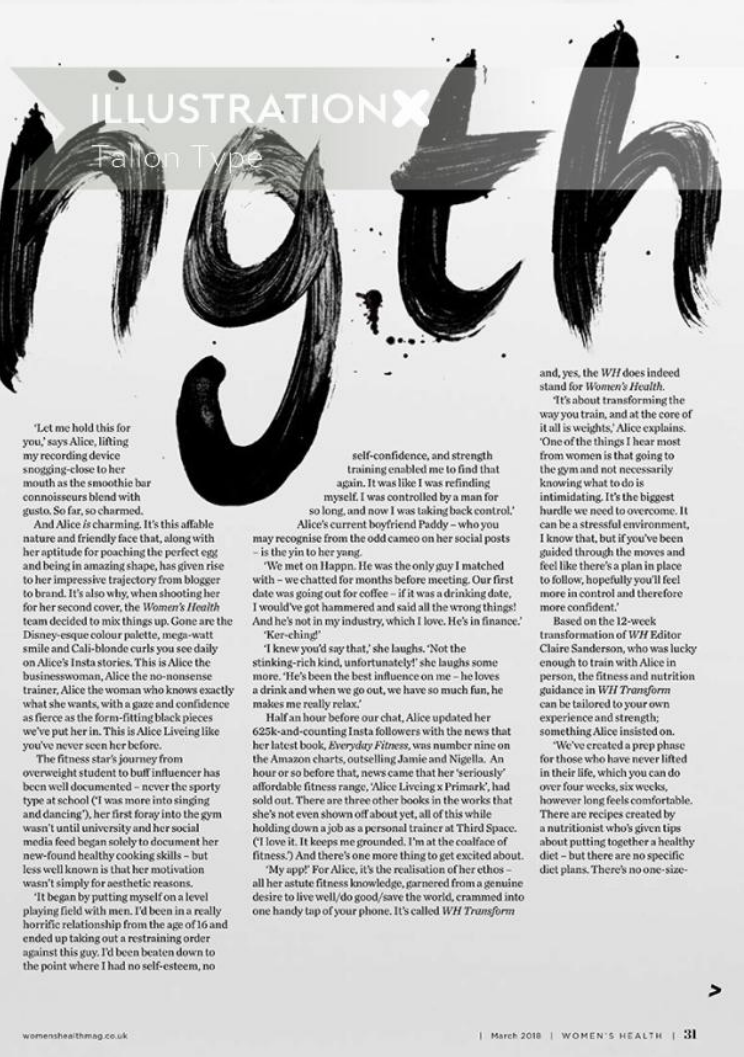 ILLUSTRATIONX
Tallon Type
ngth
‘Let me hold this for
you,’ says Alice, lifting
my recording device
snogging-close to her
mouth as the smoothie bar
connoisseurs blend with
gusto. So far, so charmed.
And Alice is charming. It’s this affable
nature and friendly face that, along with
her aptitude for poaching the perfect egg
and being in amazing shape, has given rise
to her impressive trajectory from blogger
to brand. It’s also why, when shooting her
for her second cover, the Women’s Health
team decided to mix things up. Gone are the
Disney-esque colour palette, mega-watt
smile and Cali-blonde curls you see daily
on Alice’s Insta stories. This is Alice the
businesswoman, Alice the no-nonsense
trainer, Alice the woman who knows exactly
what she wants, with a gaze and confidence
as fierce as the form-fitting black pieces
we’ve put her in. This is Alice Liveing like
you’ve never seen her before.
The fitness star’s journey from
overweight student to buff influencer has
been well documented – never the sporty
type at school (‘I was more into singing
and dancing’), her first foray into the gym
wasn’t until university and her social
media feed began solely to document her
new-found healthy cooking skills – but
less well known is that her motivation
wasn’t simply for aesthetic reasons.
‘It began by putting myself on a level
playing field with men. I’d been in a really
horrific relationship from the age of 16 and
ended up taking out a restraining order
against this guy. I’d been beaten down to
the point where I had no self-esteem, no
self-confidence, and strength
training enabled me to find that
again. It was like I was refinding
myself. I was controlled by a man for
so long, and now I was taking back control.’
Alice’s current boyfriend Paddy – who you
may recognise from the odd cameo on her social posts
– is the yin to her yang.
‘We met on Happn. He was the only guy I matched
with – we chatted for months before meeting. Our first
date was going out for coffee – if it was a drinking date,
I would’ve got hammered and said all the wrong things!
And he’s not in my industry, which I love. He’s in finance.’
‘Ker-ching!’
‘I knew you’d say that,’ she laughs. ‘Not the
stinking-rich kind, unfortunately!’ she laughs some
more. ‘He’s been the best influence on me – he loves
a drink and when we go out, we have so much fun, he
makes me really relax.’
Half an hour before our chat, Alice updated her
625k-and-counting Insta followers with the news that
her latest book, Everyday Fitness, was number nine on
the Amazon charts, outselling Jamie and Nigella. An
hour or so before that, news came that her ‘seriously’
affordable fitness range, ‘Alice Liveing x Primark’, had
sold out. There are three other books in the works that
she’s not even shown off about yet, all of this while
holding down a job as a personal trainer at Third Space.
(‘I love it. It keeps me grounded. I’m at the coalface of
fitness.’) And there’s one more thing to get excited about.
‘My app!’ For Alice, it’s the realisation of her ethos –
all her astute fitness knowledge, garnered from a genuine
desire to live well/do good/save the world, crammed into
one handy tap of your phone. It’s called WH Transform
and, yes, the WH does indeed
stand for Women’s Health.
‘It’s about transforming the
way you train, and at the core of
it all is weights,’ Alice explains.
‘One of the things I hear most
from women is that going to
the gym and not necessarily
knowing what to do is
intimidating. It’s the biggest
hurdle we need to overcome. It
can be a stressful environment,
I know that, but if you’ve been
guided through the moves and
feel like there’s a plan in place
to follow, hopefully you’ll feel
more in control and therefore
more confident.’
Based on the 12-week
transformation of WH Editor
Claire Sanderson, who was lucky
enough to train with Alice in
person, the fitness and nutrition
guidance in WH Transform
can be tailored to your own
experience and strength;
something Alice insisted on.
‘We’ve created a prep phase
for those who have never lifted
in their life, which you can do
over four weeks, six weeks,
however long feels comfortable.
There are recipes created by
a nutritionist who’s given tips
about putting together a healthy
diet – but there are no specific
diet plans. There’s no one-size-
>
womenshealthmag.co.uk
| March 2018 | WOMEN’S HEALTH | 31